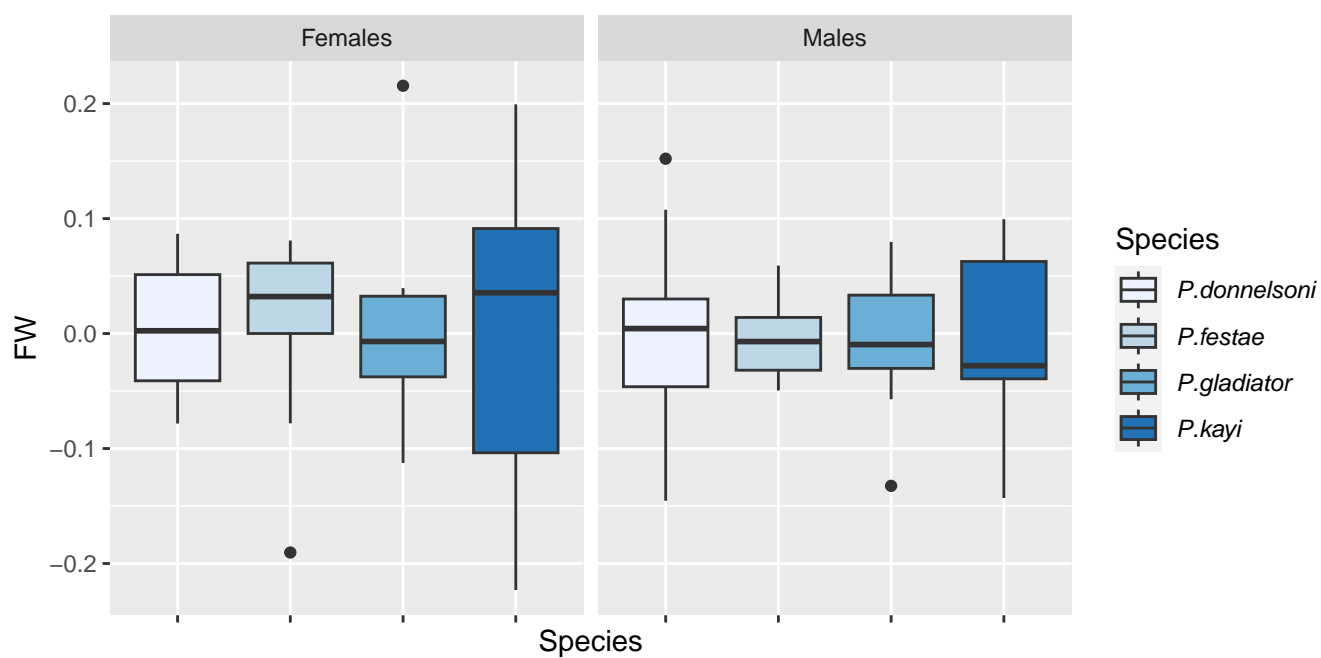 Females
Males
0.2
0.1
0.0
−0.1
−0.2
FW
Species
Species
P.donnelsoni
P.festae
P.gladiator
P.kayi